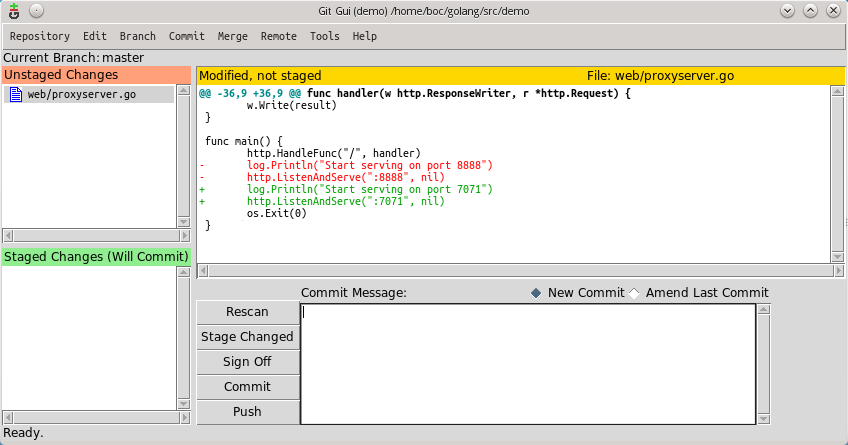 Git Gui (demo) /home/boc/golang/src/demo
Repository Edit Branch Commit Merge Remote Tools Help
Current Branch: master
Unstaged Changes
web/proxyserver.go
Staged Changes (Will Commit)
Modified, not staged File: web/proxyserver.go
@@ -36,9 +36,9 @@ func handler(w http.ResponseWriter, r *http.Request) {
        w.Write(result)
 }
 func main() {
        http.HandleFunc("/", handler)
-       log.Println("Start serving on port 8888")
-       http.ListenAndServe(":8888", nil)
+       log.Println("Start serving on port 7071")
+       http.ListenAndServe(":7071", nil)
        os.Exit(0)
 }
Commit Message: New Commit Amend Last Commit
Rescan
Stage Changed
Sign Off
Commit
Push
Ready.